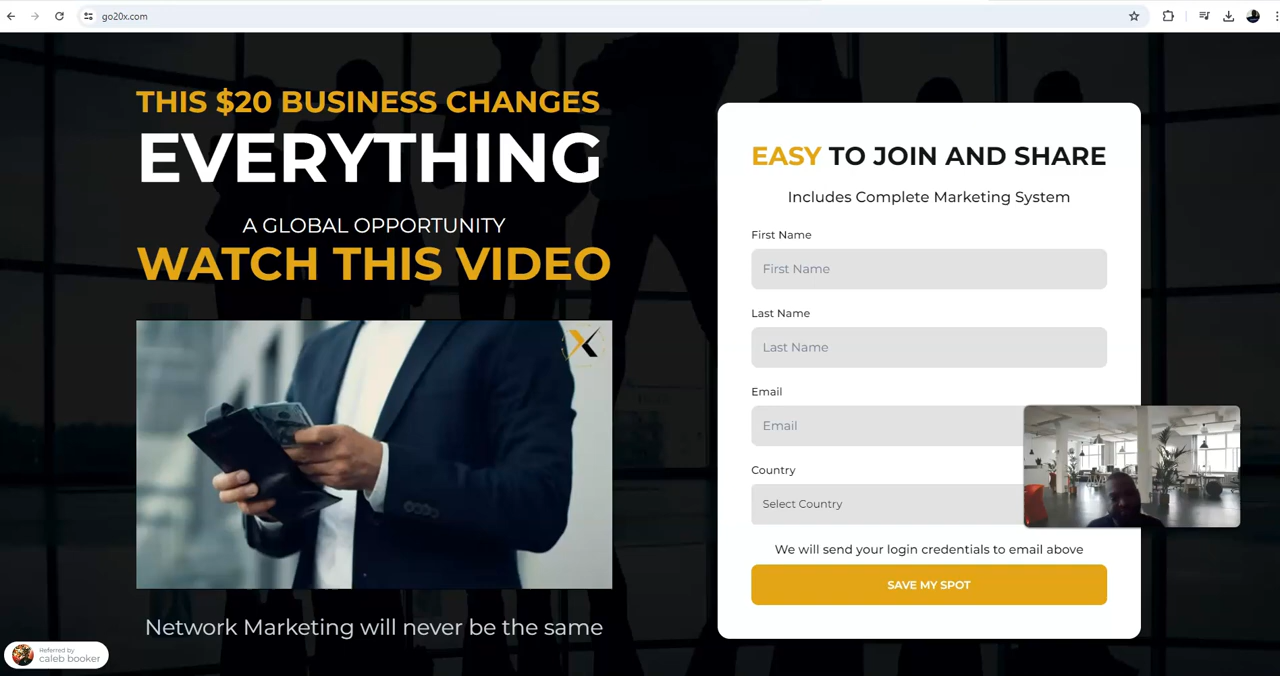 go20x.com
THIS $20 BUSINESS CHANGES
EVERYTHING
A GLOBAL OPPORTUNITY
WATCH THIS VIDEO
X
Network Marketing will never be the same
Referred by
caleb booker
EASY TO JOIN AND SHARE
Includes Complete Marketing System
First Name
First Name
Last Name
Last Name
Email
Email
Country
Select Country
We will send your login credentials to email above
SAVE MY SPOT